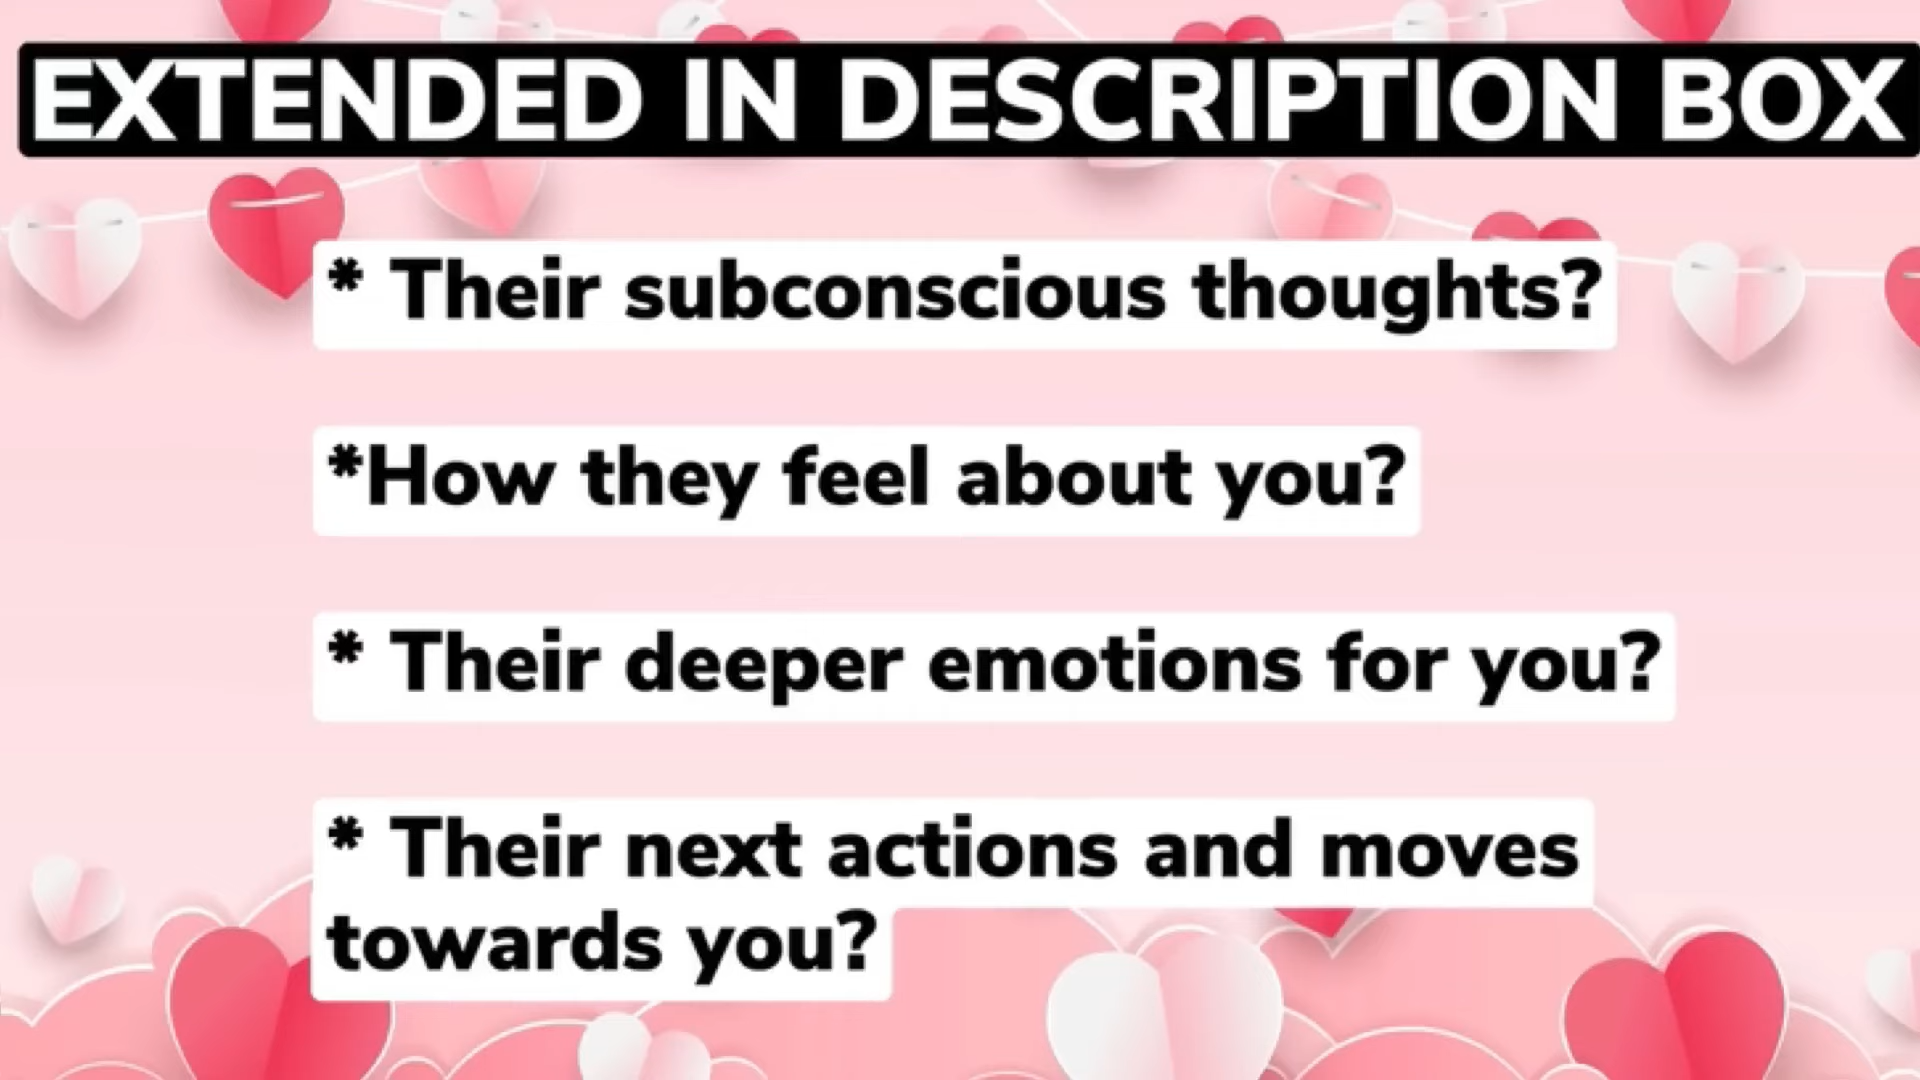 EXTENDED IN DESCRIPTION BOX
* Their subconscious thoughts?
*How they feel about you?
* Their deeper emotions for you?
* Their next actions and moves
towards you?